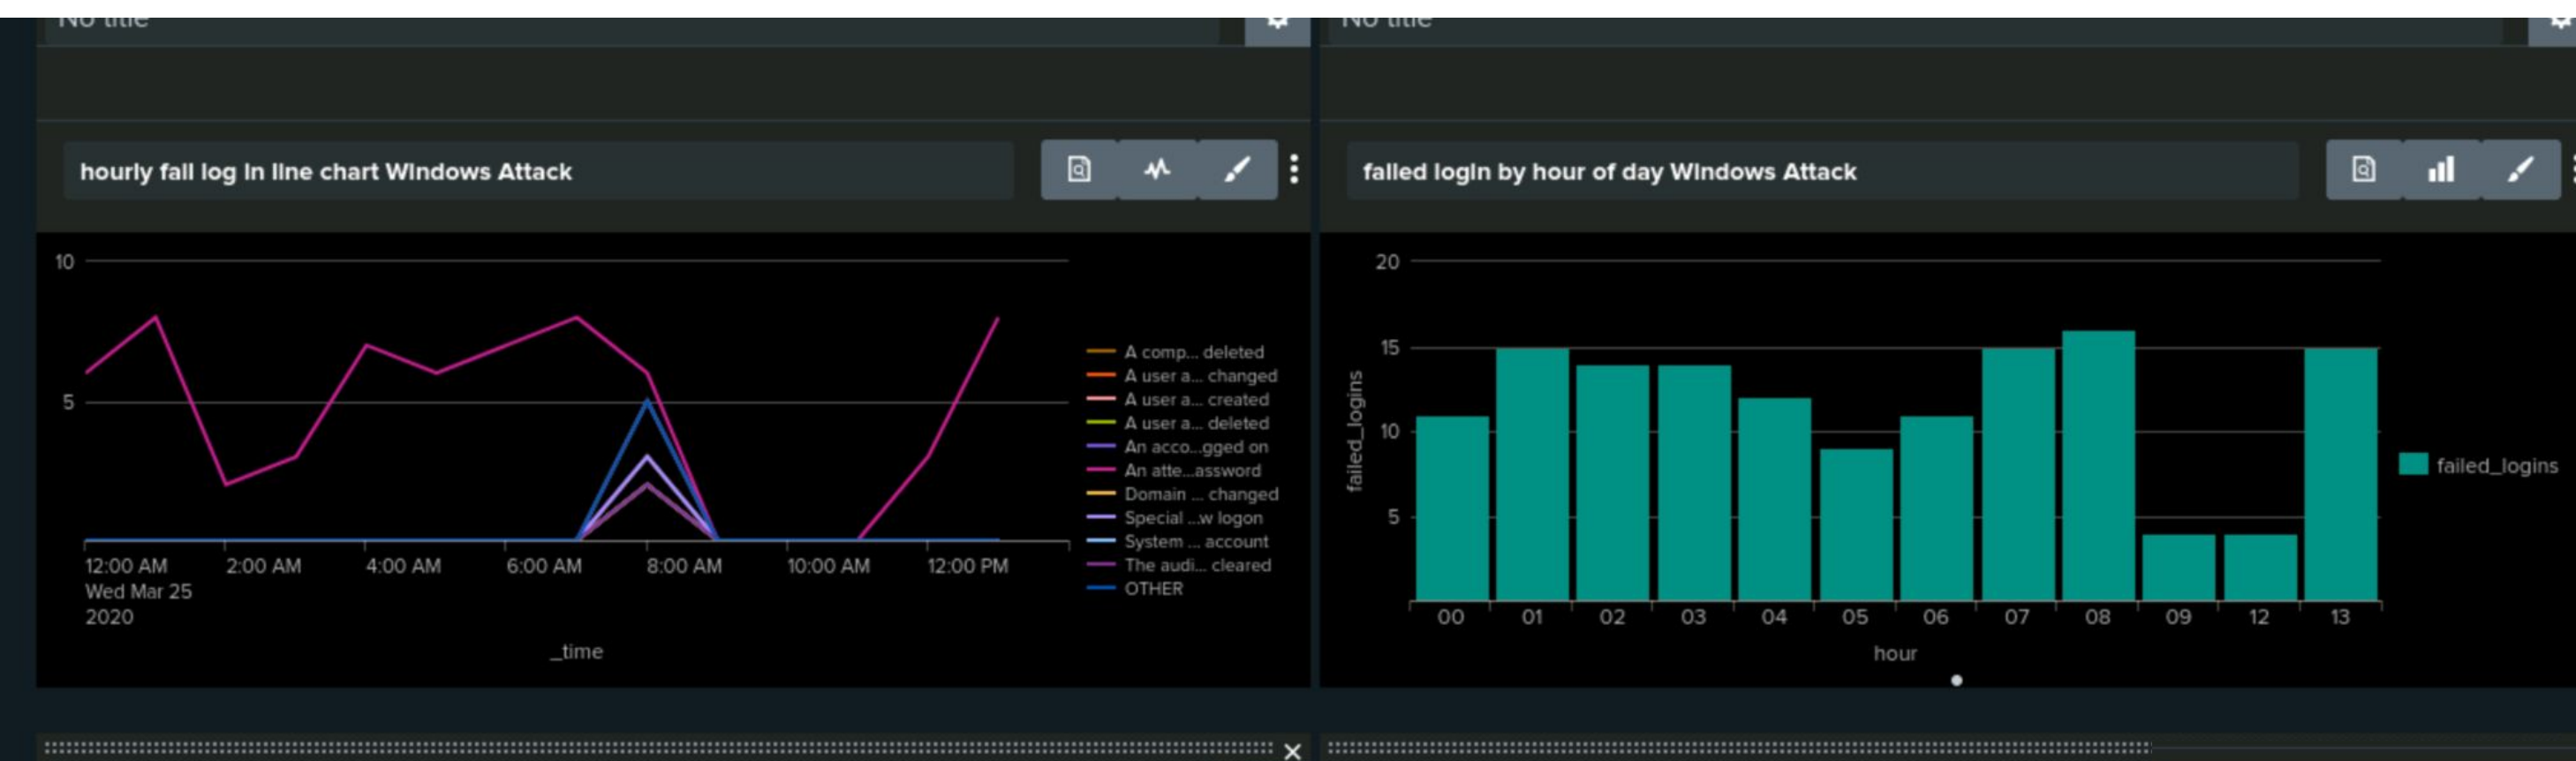 No title
No title
hourly fail log in line chart Windows Attack
failed login by hour of day Windows Attack
10
5
12:00 AM
Wed Mar 25
2020
2:00 AM
4:00 AM
6:00 AM
8:00 AM
10:00 AM
12:00 PM
_time
A comp... deleted
A user a... changed
A user a... created
A user a... deleted
An acco...gged on
An atte...assword
Domain ... changed
Special ...w logon
System ... account
The audi... cleared
OTHER
20
15
10
5
failed_logins
00
01
02
03
04
05
06
07
08
09
12
13
hour
failed_logins